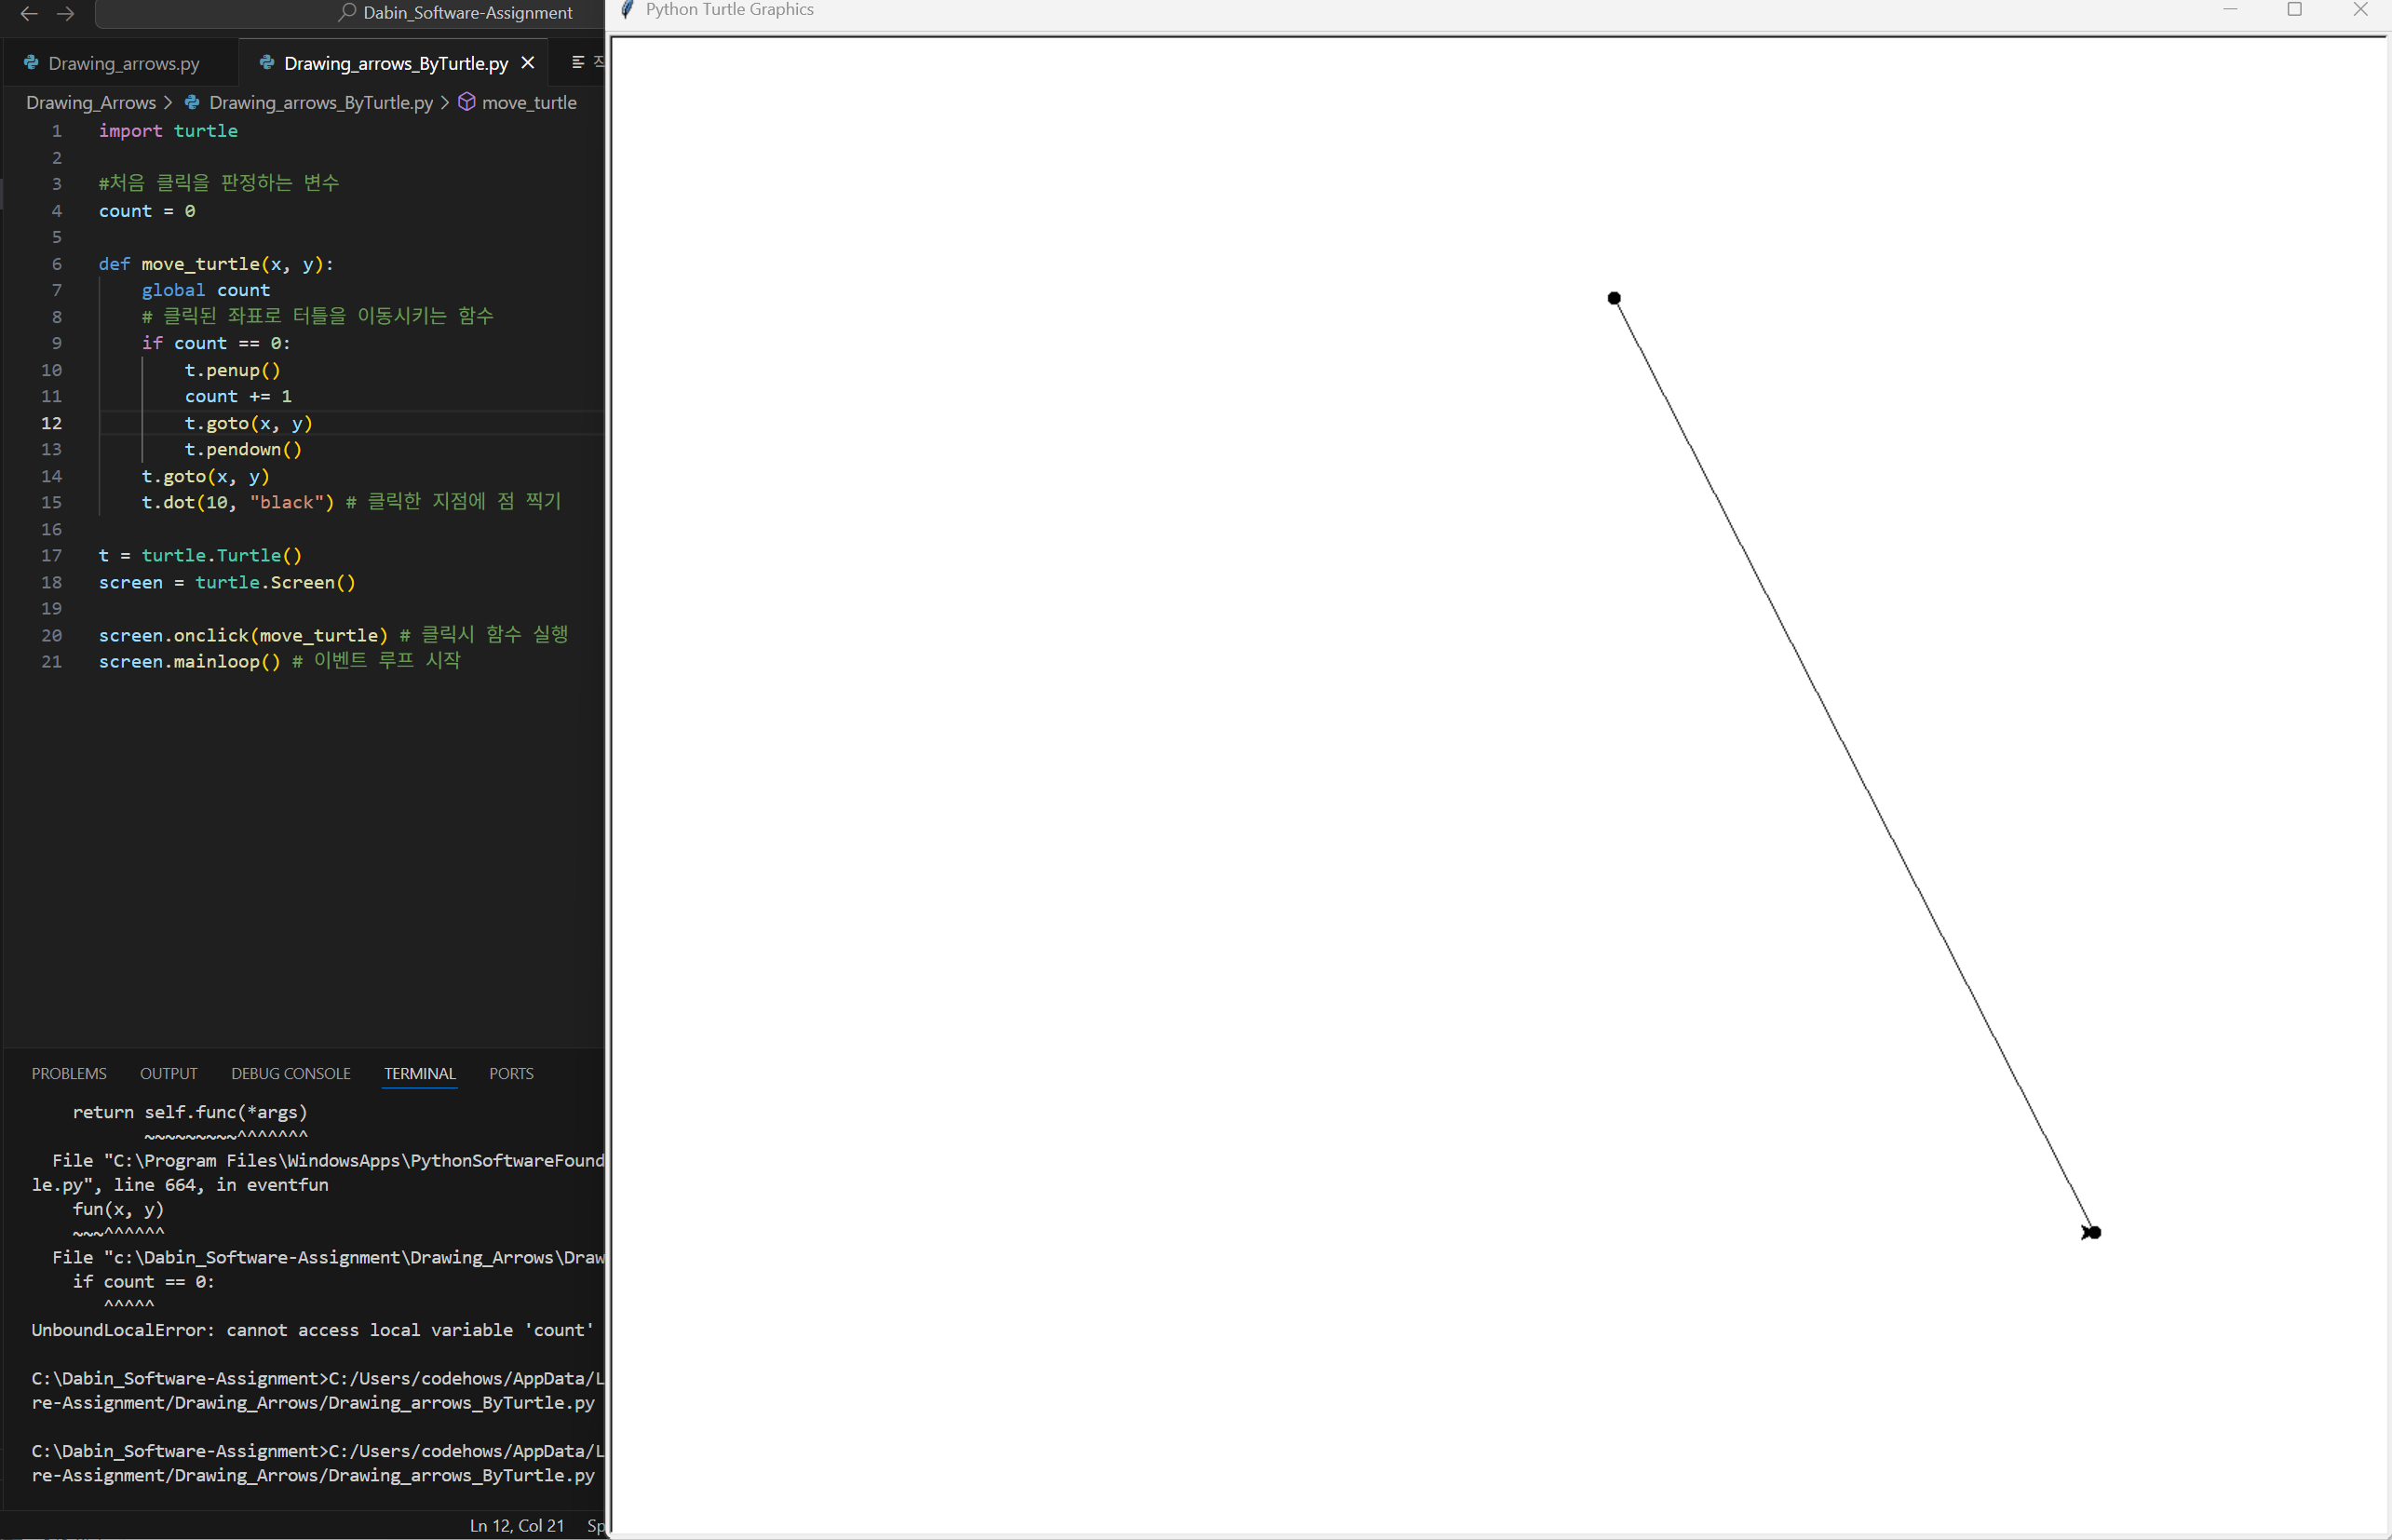 Dabin_Software-Assignment
Python Turtle Graphics
Drawing_arrows.py
Drawing_arrows_ByTurtle.py
Drawing_Arrows > Drawing_arrows_ByTurtle.py > move_turtle
1 import turtle
2
3 #처음 클릭을 판정하는 변수
4 count = 0
5
6 def move_turtle(x, y):
7 global count
8 # 클릭된 좌표로 터틀을 이동시키는 함수
9 if count == 0:
10 t.penup()
11 count += 1
12 t.goto(x, y)
13 t.pendown()
14 t.goto(x, y)
15 t.dot(10, "black") # 클릭한 지점에 점 찍기
16
17 t = turtle.Turtle()
18 screen = turtle.Screen()
19
20 screen.onclick(move_turtle) # 클릭시 함수 실행
21 screen.mainloop() # 이벤트 루프 시작
PROBLEMS OUTPUT DEBUG CONSOLE TERMINAL PORTS
return self.func(*args)
~~~~~~~~~^^^^^^^
File "C:\Program Files\WindowsApps\PythonSoftwareFound
le.py", line 664, in eventfun
fun(x, y)
~~~^^^^^^
File "c:\Dabin_Software-Assignment\Drawing_Arrows\Draw
if count == 0:
^^^^^
UnboundLocalError: cannot access local variable 'count'
C:\Dabin_Software-Assignment>C:/Users/codehows/AppData/L
re-Assignment/Drawing_Arrows/Drawing_arrows_ByTurtle.py
C:\Dabin_Software-Assignment>C:/Users/codehows/AppData/L
re-Assignment/Drawing_Arrows/Drawing_arrows_ByTurtle.py
Ln 12, Col 21 Sp